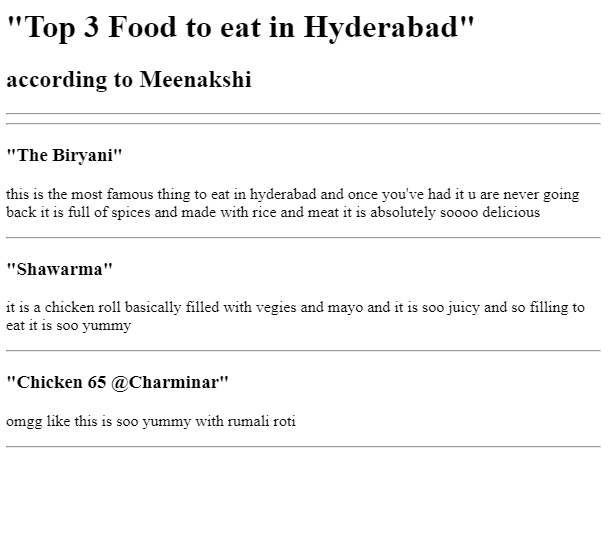 "Top 3 Food to eat in Hyderabad"
according to Meenakshi
"The Biryani"
this is the most famous thing to eat in hyderabad and once you've had it u are never going
back it is full of spices and made with rice and meat it is absolutely soooo delicious
"Shawarma"
it is a chicken roll basically filled with vegies and mayo and it is soo juicy and so filling to
eat it is soo yummy
"Chicken 65 @Charminar"
omgg like this is soo yummy with rumali roti